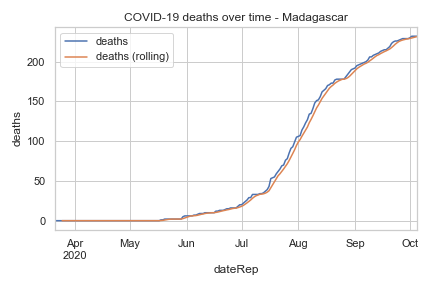 COVID-19 deaths over time - Madagascar
deaths
deaths (rolling)
deaths
200
150
100
50
0
Apr May Jun Jul Aug Sep Oct
2020
dateRep